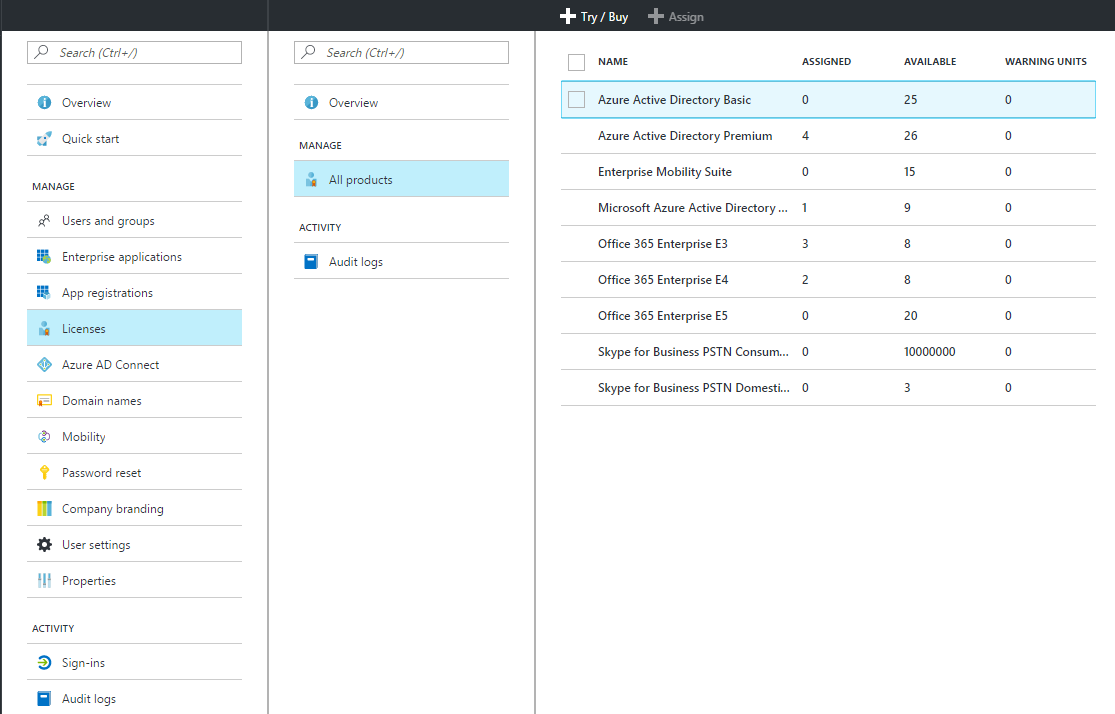 Try / Buy Assign
Search (Ctrl+/)
Overview
Quick start
MANAGE
Users and groups
Enterprise applications
App registrations
Licenses
Azure AD Connect
Domain names
Mobility
Password reset
Company branding
User settings
Properties
ACTIVITY
Sign-ins
Audit logs
Search (Ctrl+/)
Overview
MANAGE
All products
ACTIVITY
Audit logs
NAME ASSIGNED AVAILABLE WARNING UNITS
Azure Active Directory Basic 0 25 0
Azure Active Directory Premium 4 26 0
Enterprise Mobility Suite 0 15 0
Microsoft Azure Active Directory ... 1 9 0
Office 365 Enterprise E3 3 8 0
Office 365 Enterprise E4 2 8 0
Office 365 Enterprise E5 0 20 0
Skype for Business PSTN Consum... 0 10000000 0
Skype for Business PSTN Domesti... 0 3 0